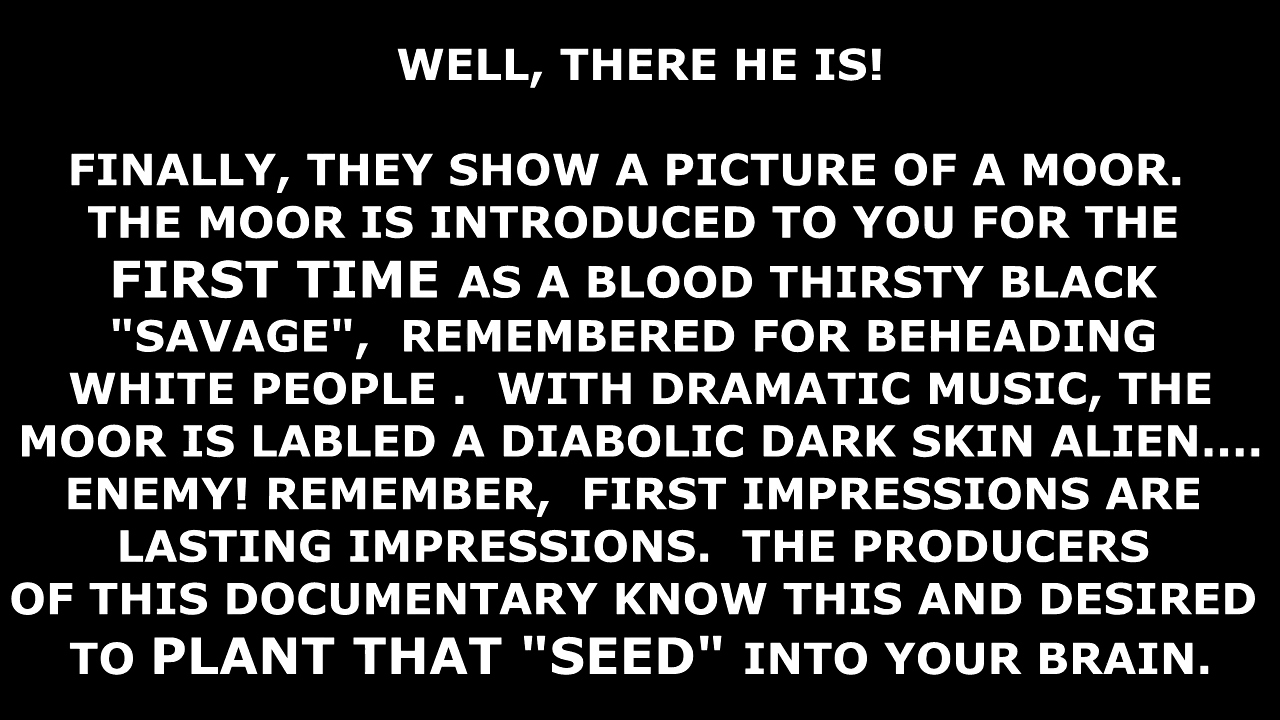 WELL, THERE HE IS!
FINALLY, THEY SHOW A PICTURE OF A MOOR.
THE MOOR IS INTRODUCED TO YOU FOR THE
FIRST TIME AS A BLOOD THIRSTY BLACK
"SAVAGE", REMEMBERED FOR BEHEADING
WHITE PEOPLE . WITH DRAMATIC MUSIC, THE
MOOR IS LABLED A DIABOLIC DARK SKIN ALIEN....
ENEMY! REMEMBER, FIRST IMPRESSIONS ARE
LASTING IMPRESSIONS. THE PRODUCERS
OF THIS DOCUMENTARY KNOW THIS AND DESIRED
TO PLANT THAT "SEED" INTO YOUR BRAIN.